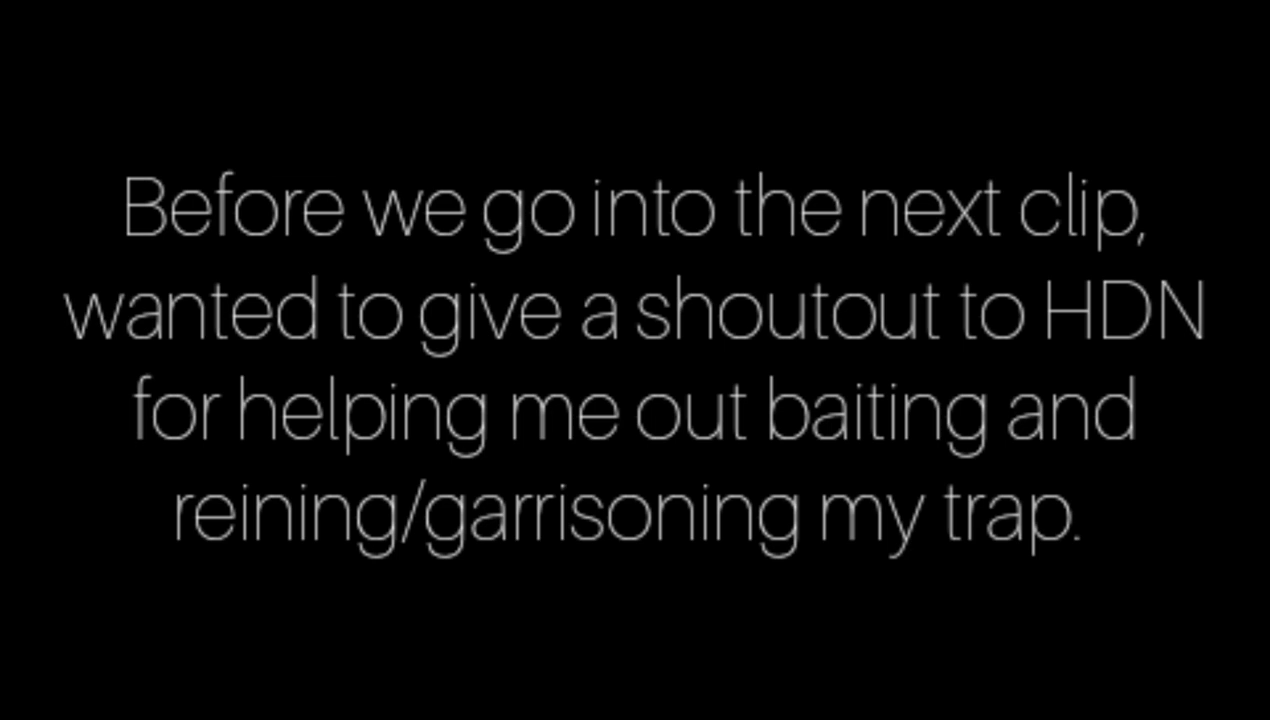 Before we go into the next clip,
wanted to give a shoutout to HDN
for helping me out baiting and
reining/garrisoning my trap.